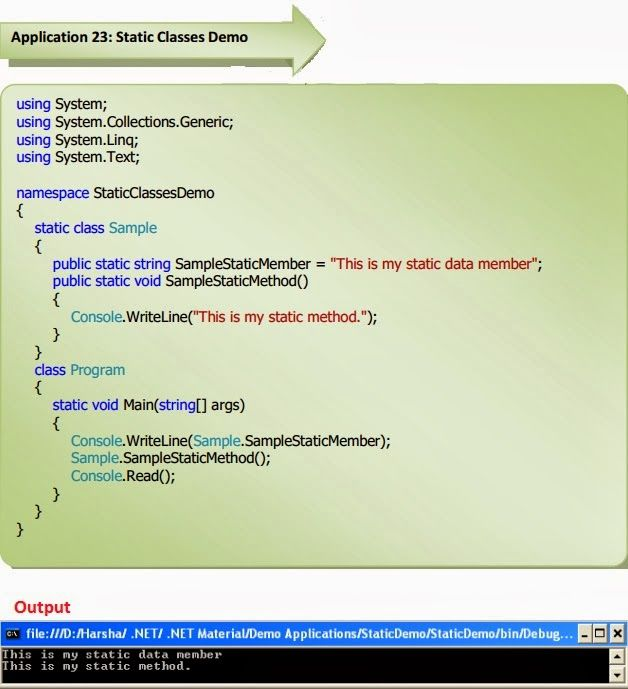 Application 23: Static Classes Demo
using System;
using System.Collections.Generic;
using System.Linq;
using System.Text;
namespace StaticClassesDemo
{
static class Sample
{
public static string SampleStaticMember = "This is my static data member";
public static void SampleStaticMethod()
{
Console.WriteLine("This is my static method.");
}
}
class Program
{
static void Main(string[] args)
{
Console.WriteLine(Sample.SampleStaticMember);
Sample.SampleStaticMethod();
Console.Read();
}
}
}
Output
file:///D:/Harsha/ .NET/ .NET Material/Demo Applications/StaticDemo/StaticDemo/bin/Debug...
This is my static data member
This is my static method.